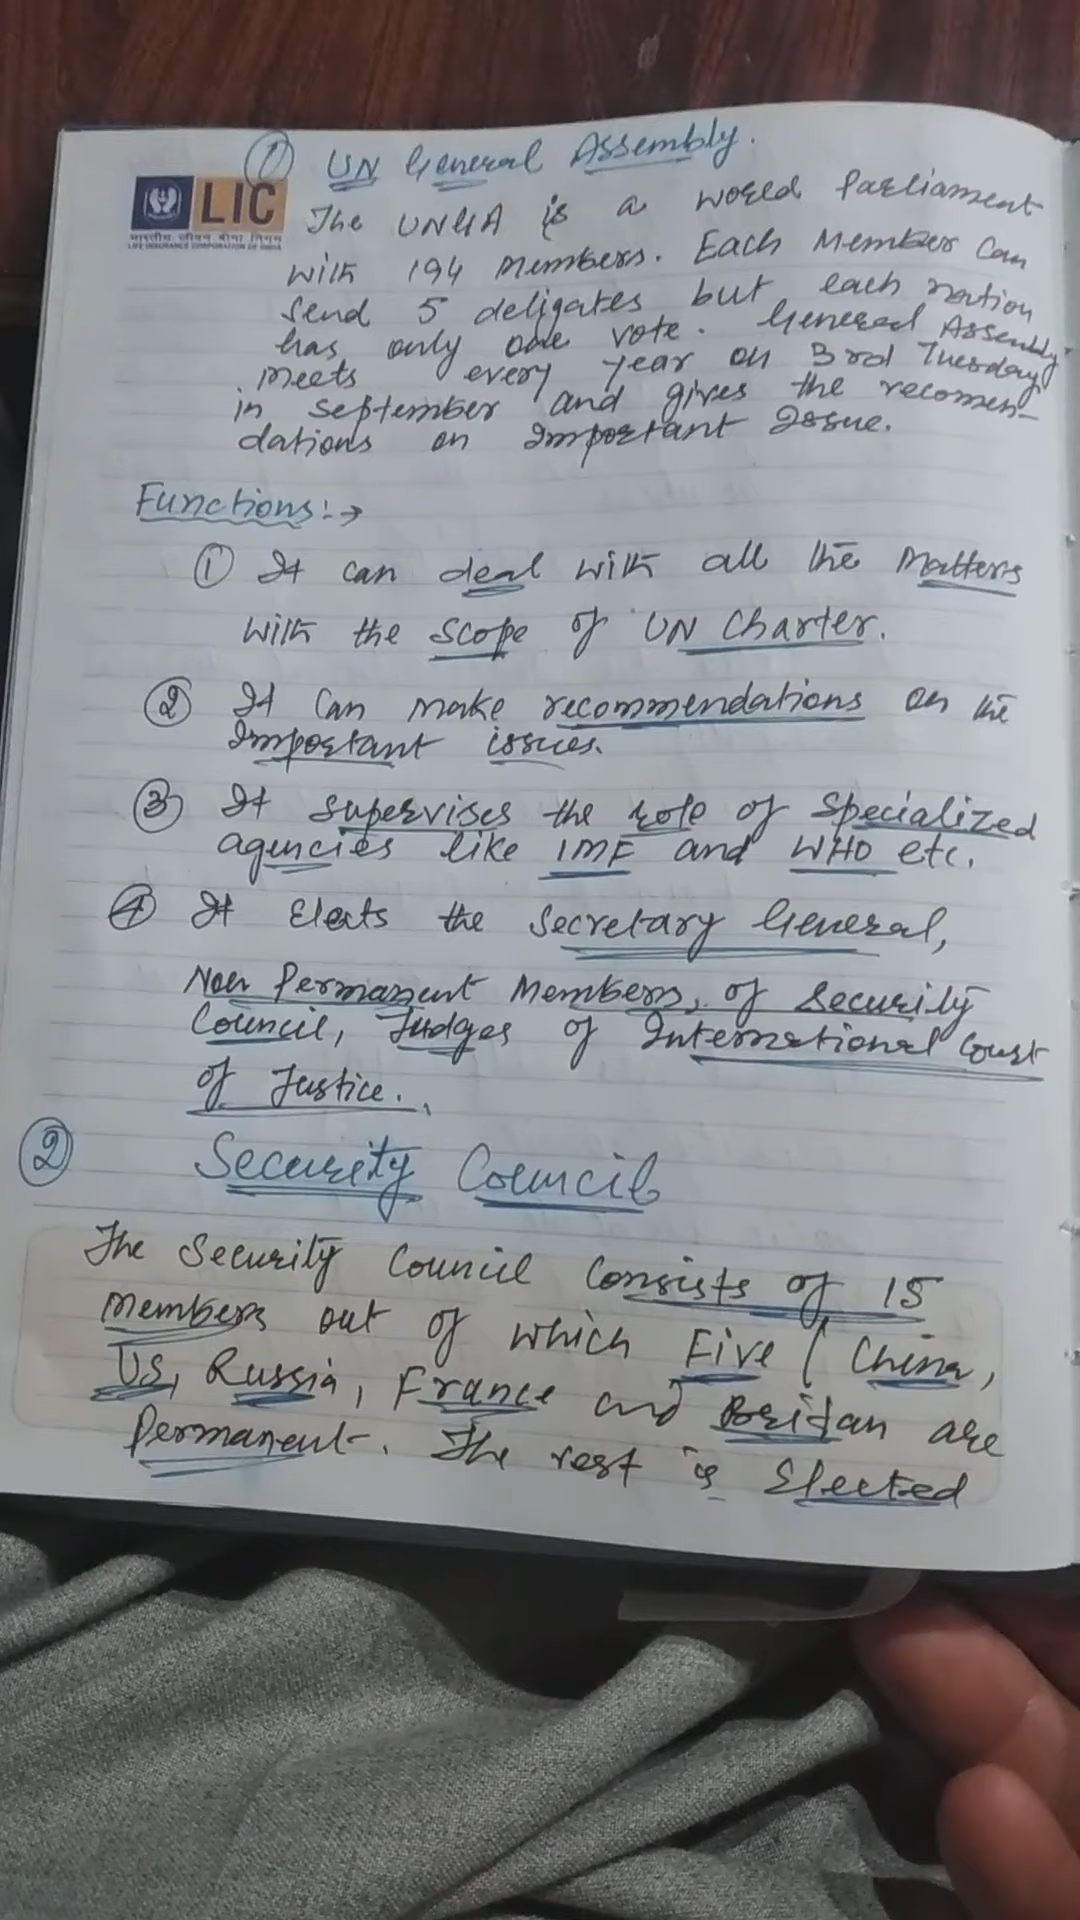 ① UN General Assembly.
LIC
भारतीय जीवन बीमा निगम
LIFE INSURANCE CORPORATION OF INDIA
The UNGA is a world Parliament
with 194 members. Each Member Can
send 5 deligates but each nation
has only one vote. General Assembly
meets every year on 3rd Tuesday
in september and gives the recomen-
dations on Important Issue.
Functions:→
① It can deal with all the Matters
with the scope of UN Charter.
② It Can make recommendations on the
Important issues.
③ It supervises the role of specialized
agencies like IMF and WHO etc.
④ It Elects the Secretary General,
Non Permanent Members, of Security
Council, Judges of International Court
of Justice.
② Security Council
The Security Council Consists of 15
members out of which Five ( China,
US, Russia, France and Britan are
Permanent. The rest is Elected